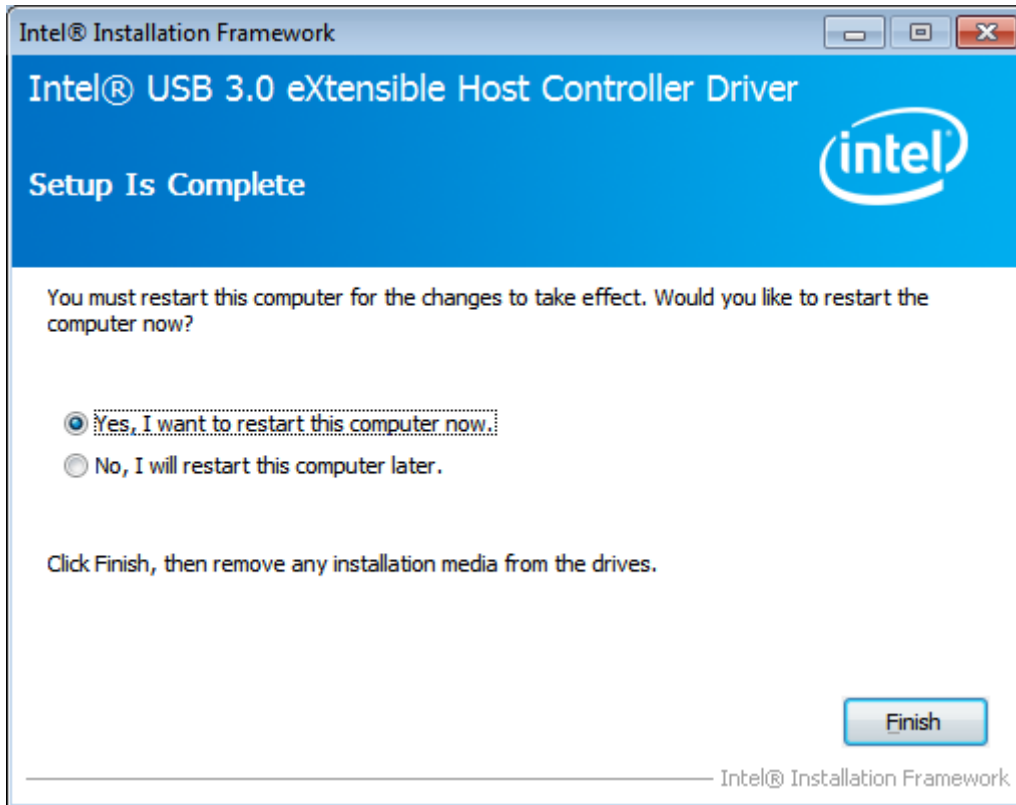 Intel® Installation Framework
Intel® USB 3.0 eXtensible Host Controller Driver
intel
Setup Is Complete
You must restart this computer for the changes to take effect. Would you like to restart the
computer now?
Yes, I want to restart this computer now.
No, I will restart this computer later.
Click Finish, then remove any installation media from the drives.
Finish
Intel® Installation Framework